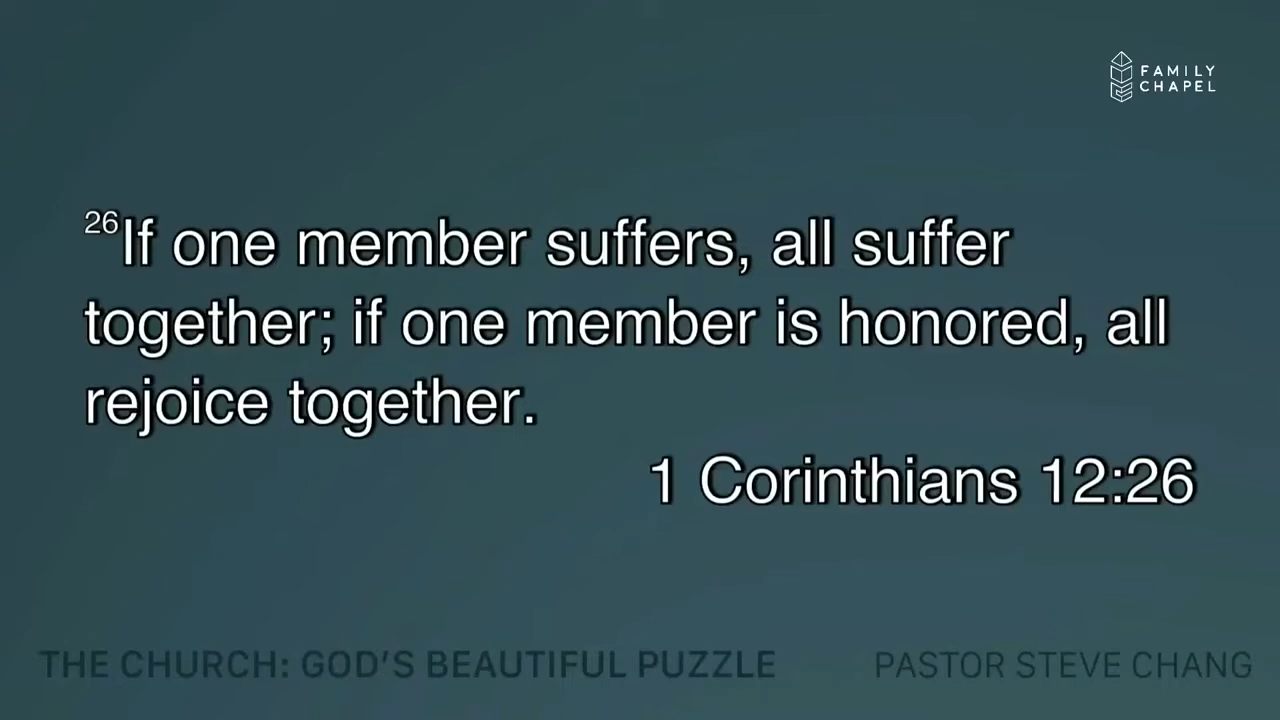 FAMILY
CHAPEL
26If one member suffers, all suffer
together; if one member is honored, all
rejoice together.
1 Corinthians 12:26
THE CHURCH: GOD'S BEAUTIFUL PUZZLE
PASTOR STEVE CHANG